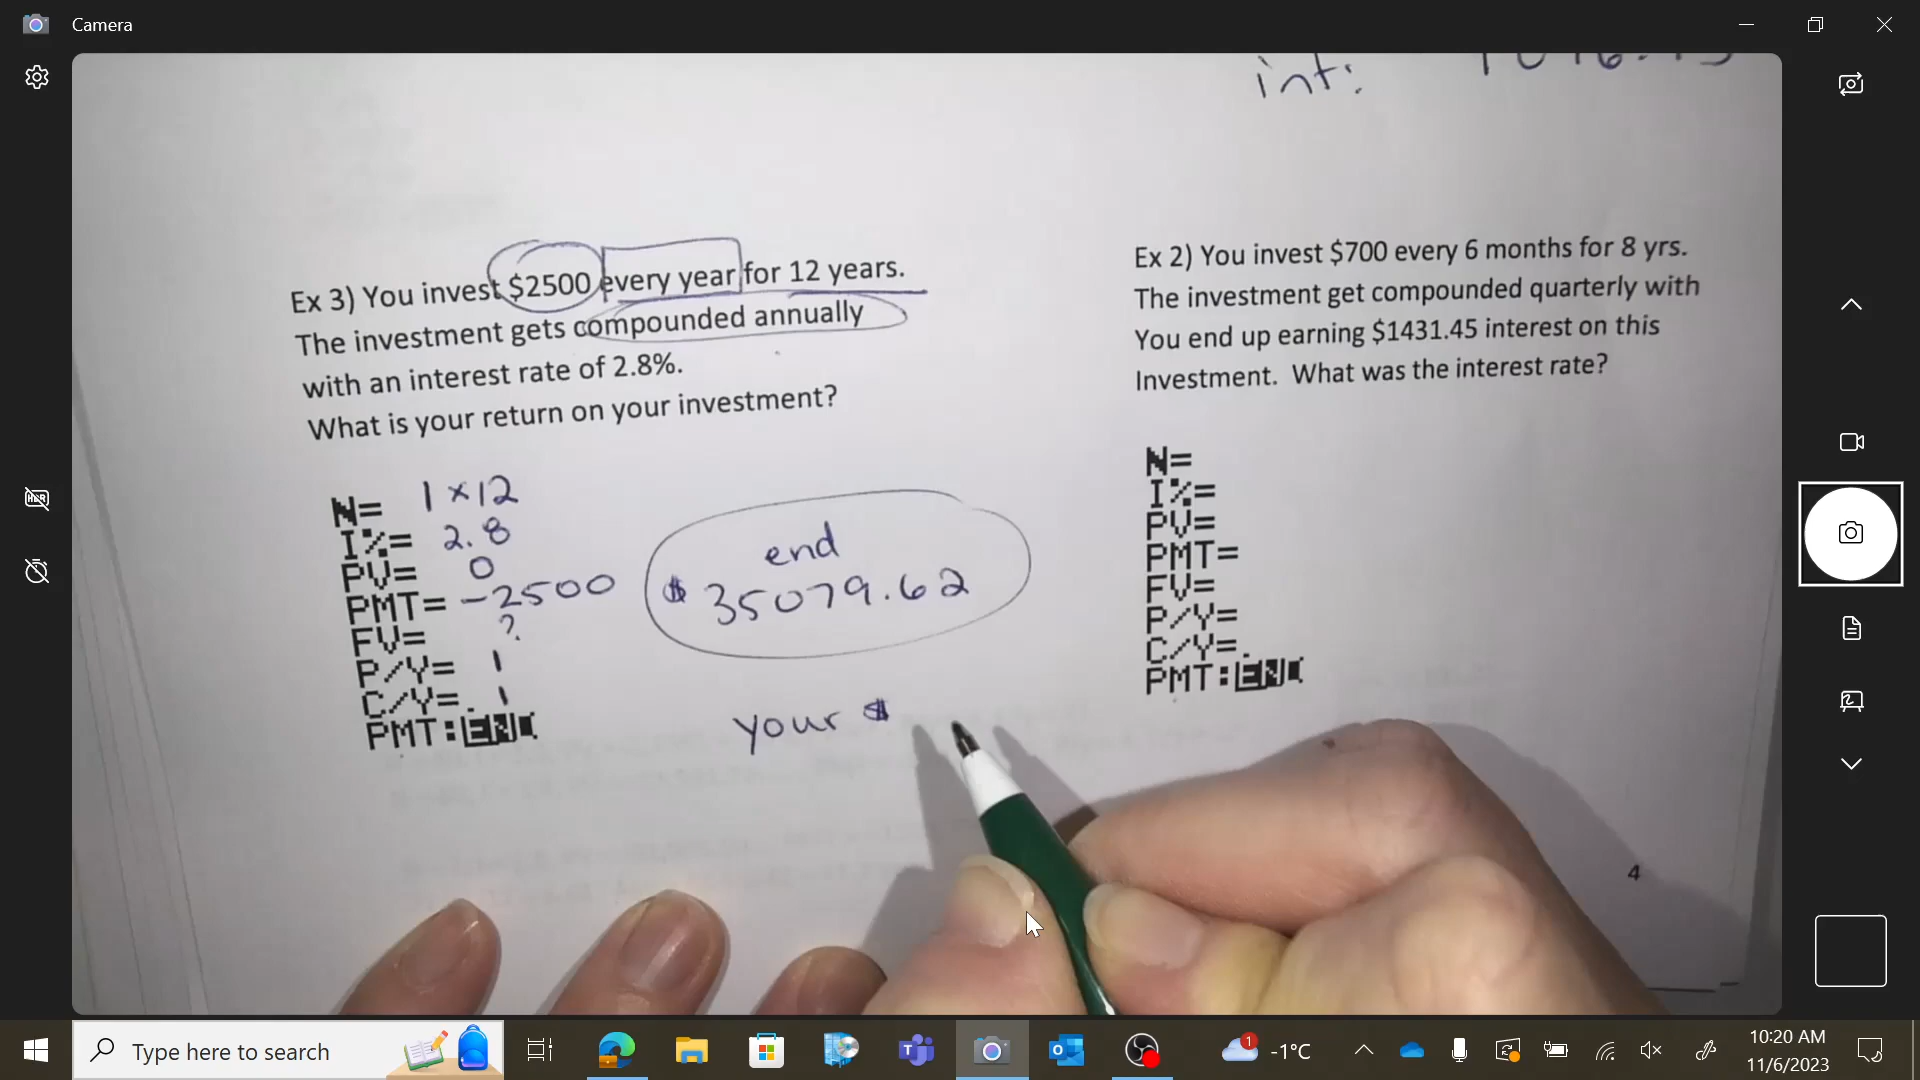 Camera
int:
Ex 3) You invest $2500 every year for 12 years.
The investment gets compounded annually
with an interest rate of 2.8%.
What is your return on your investment?
N= 1 × 12
I%= 2.8
PV= 0
PMT= -2500
FV= ?
P/Y= 1
C/Y= 1
PMT:END
end
$ 35079.62
your $
Ex 2) You invest $700 every 6 months for 8 yrs.
The investment get compounded quarterly with
You end up earning $1431.45 interest on this
Investment. What was the interest rate?
N=
I%=
PV=
PMT=
FV=
P/Y=
C/Y=
PMT:END
4
Type here to search
1
-1°C
10:20 AM
11/6/2023